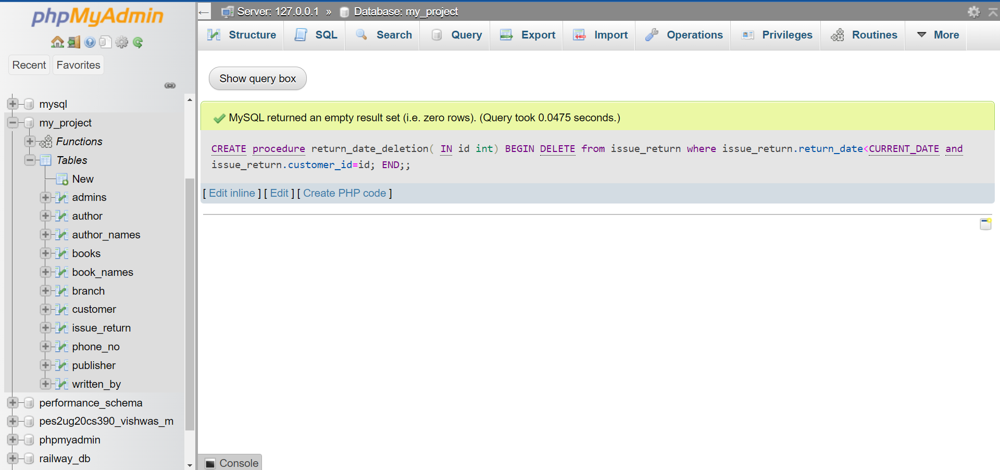 phpMyAdmin
Recent
Favorites
mysql
my_project
Functions
Tables
New
admins
author
author_names
books
book_names
branch
customer
issue_return
phone_no
publisher
written_by
performance_schema
pes2ug20cs390_vishwas_m
phpmyadmin
railway_db
Server: 127.0.0.1 » Database: my_project
Structure
SQL
Search
Query
Export
Import
Operations
Privileges
Routines
More
Show query box
MySQL returned an empty result set (i.e. zero rows). (Query took 0.0475 seconds.)
CREATE procedure return_date_deletion( IN id int) BEGIN DELETE from issue_return where issue_return.return_date<CURRENT_DATE and
issue_return.customer_id=id; END;;
[ Edit inline ] [ Edit ] [ Create PHP code ]
Console